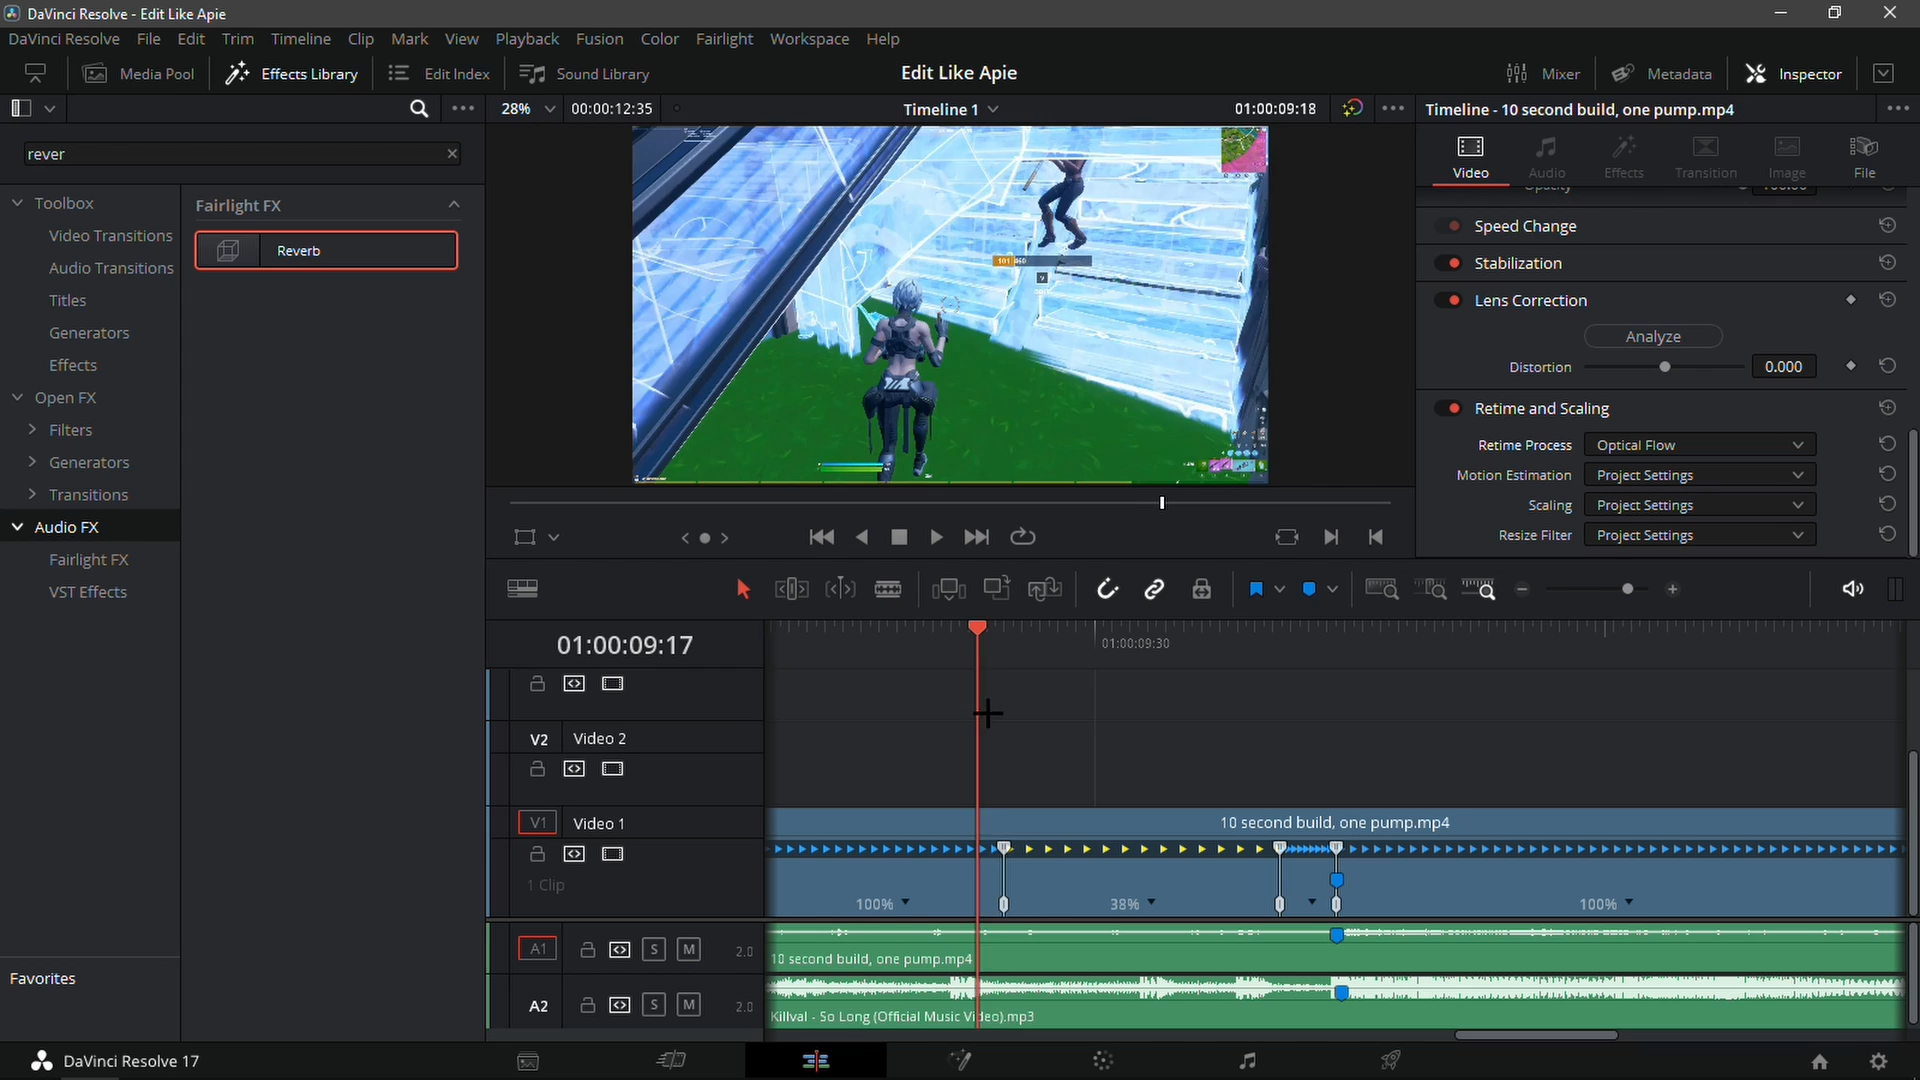 DaVinci Resolve - Edit Like Apie
DaVinci Resolve File Edit Trim Timeline Clip Mark View Playback Fusion Color Fairlight Workspace Help
Media Pool Effects Library Edit Index Sound Library Edit Like Apie Mixer Metadata Inspector
28% 00:00:12:35 Timeline 1 01:00:09:18 Timeline - 10 second build, one pump.mp4
rever
Toolbox
Video Transitions
Audio Transitions
Titles
Generators
Effects
Open FX
Filters
Generators
Transitions
Audio FX
Fairlight FX
VST Effects
Favorites
Fairlight FX
Reverb
Video Audio Effects Transition Image File
Opacity 100.00
Speed Change
Stabilization
Lens Correction
Analyze
Distortion 0.000
Retime and Scaling
Retime Process Optical Flow
Motion Estimation Project Settings
Scaling Project Settings
Resize Filter Project Settings
01:00:09:17
01:00:09:30
V2 Video 2
V1 Video 1
1 Clip
10 second build, one pump.mp4
100% 38% 100%
A1 S M 2.0
10 second build, one pump.mp4
A2 S M 2.0
Killval - So Long (Official Music Video).mp3
DaVinci Resolve 17